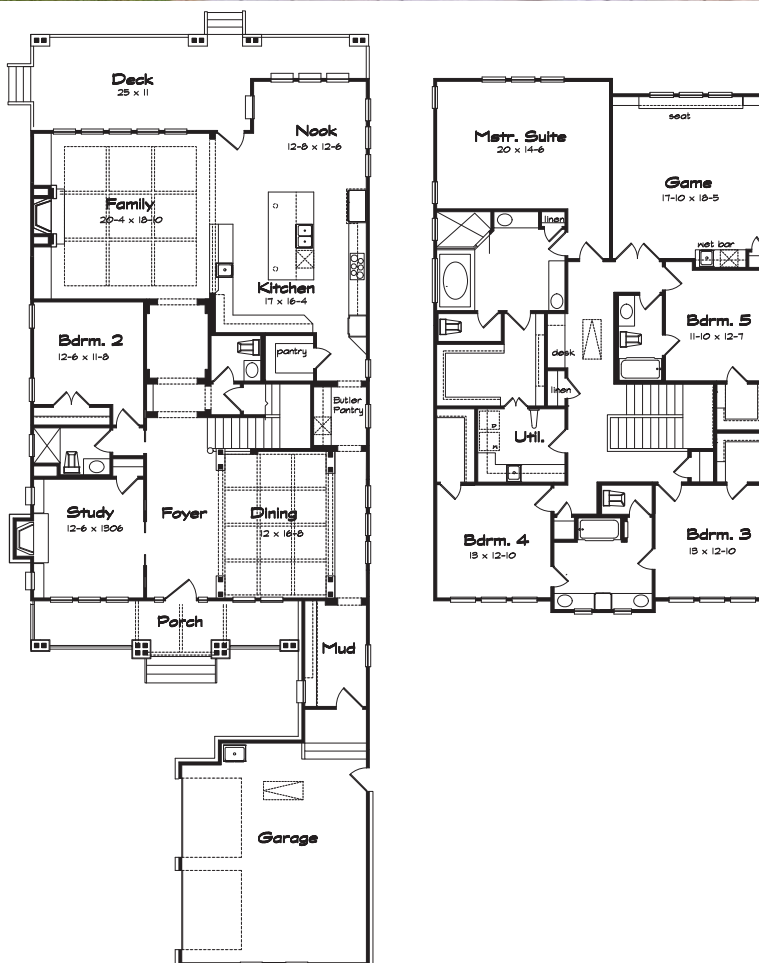 Deck
25 x 11
Nook
12-8 x 12-6
Family
20-4 x 18-10
Kitchen
17 x 16-4
Bdrm. 2
12-6 x 11-8
pantry
Butler
Pantry
Study
12-6 x 1306
Foyer
Dining
12 x 16-8
Porch
Mud
Garage
Mstr. Suite
20 x 14-6
seat
Game
17-10 x 18-5
linen
wet bar
Bdrm. 5
11-10 x 12-7
desk
linen
Util.
D
Bdrm. 4
13 x 12-10
Bdrm. 3
13 x 12-10